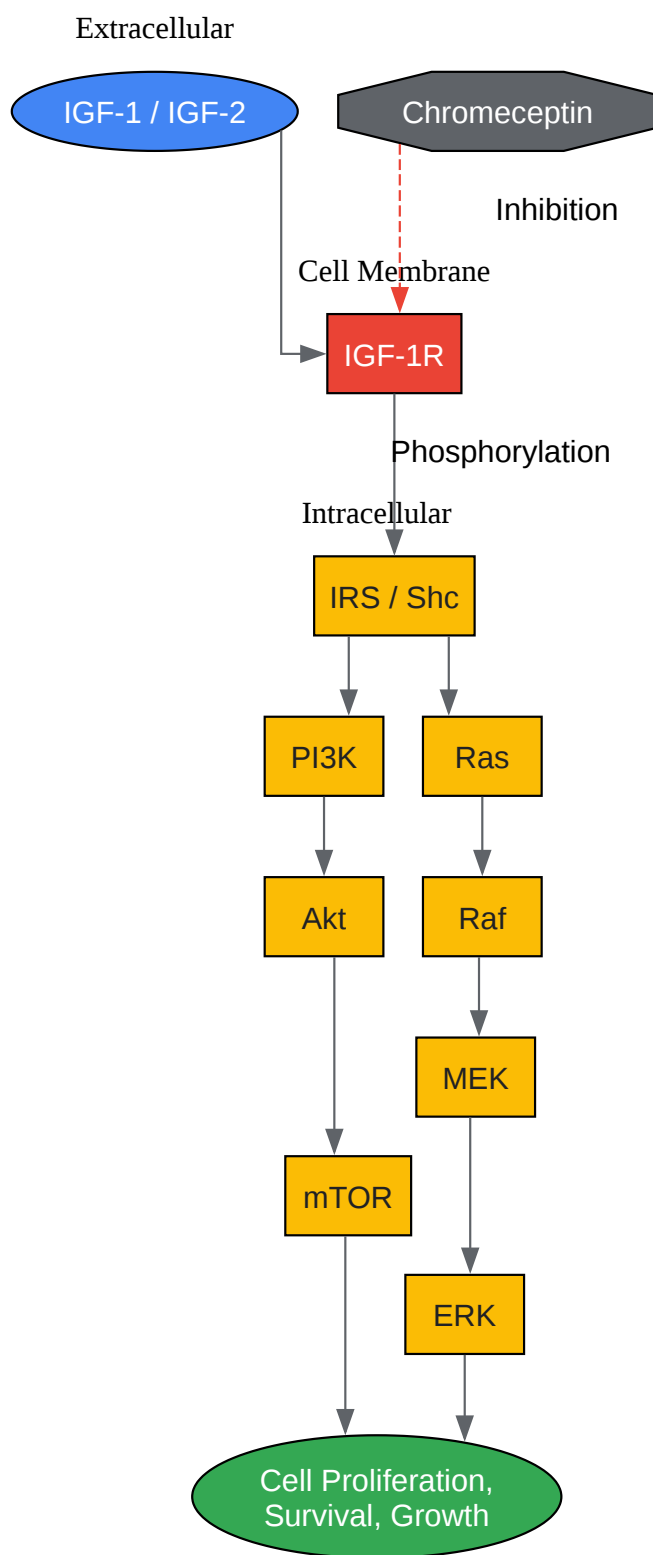 Extracellular
IGF-1 / IGF-2
Chromeceptin
Inhibition
Cell Membrane
IGF-1R
Phosphorylation
Intracellular
IRS / Shc
PI3K
Ras
Akt
Raf
MEK
mTOR
ERK
Cell Proliferation,
Survival, Growth